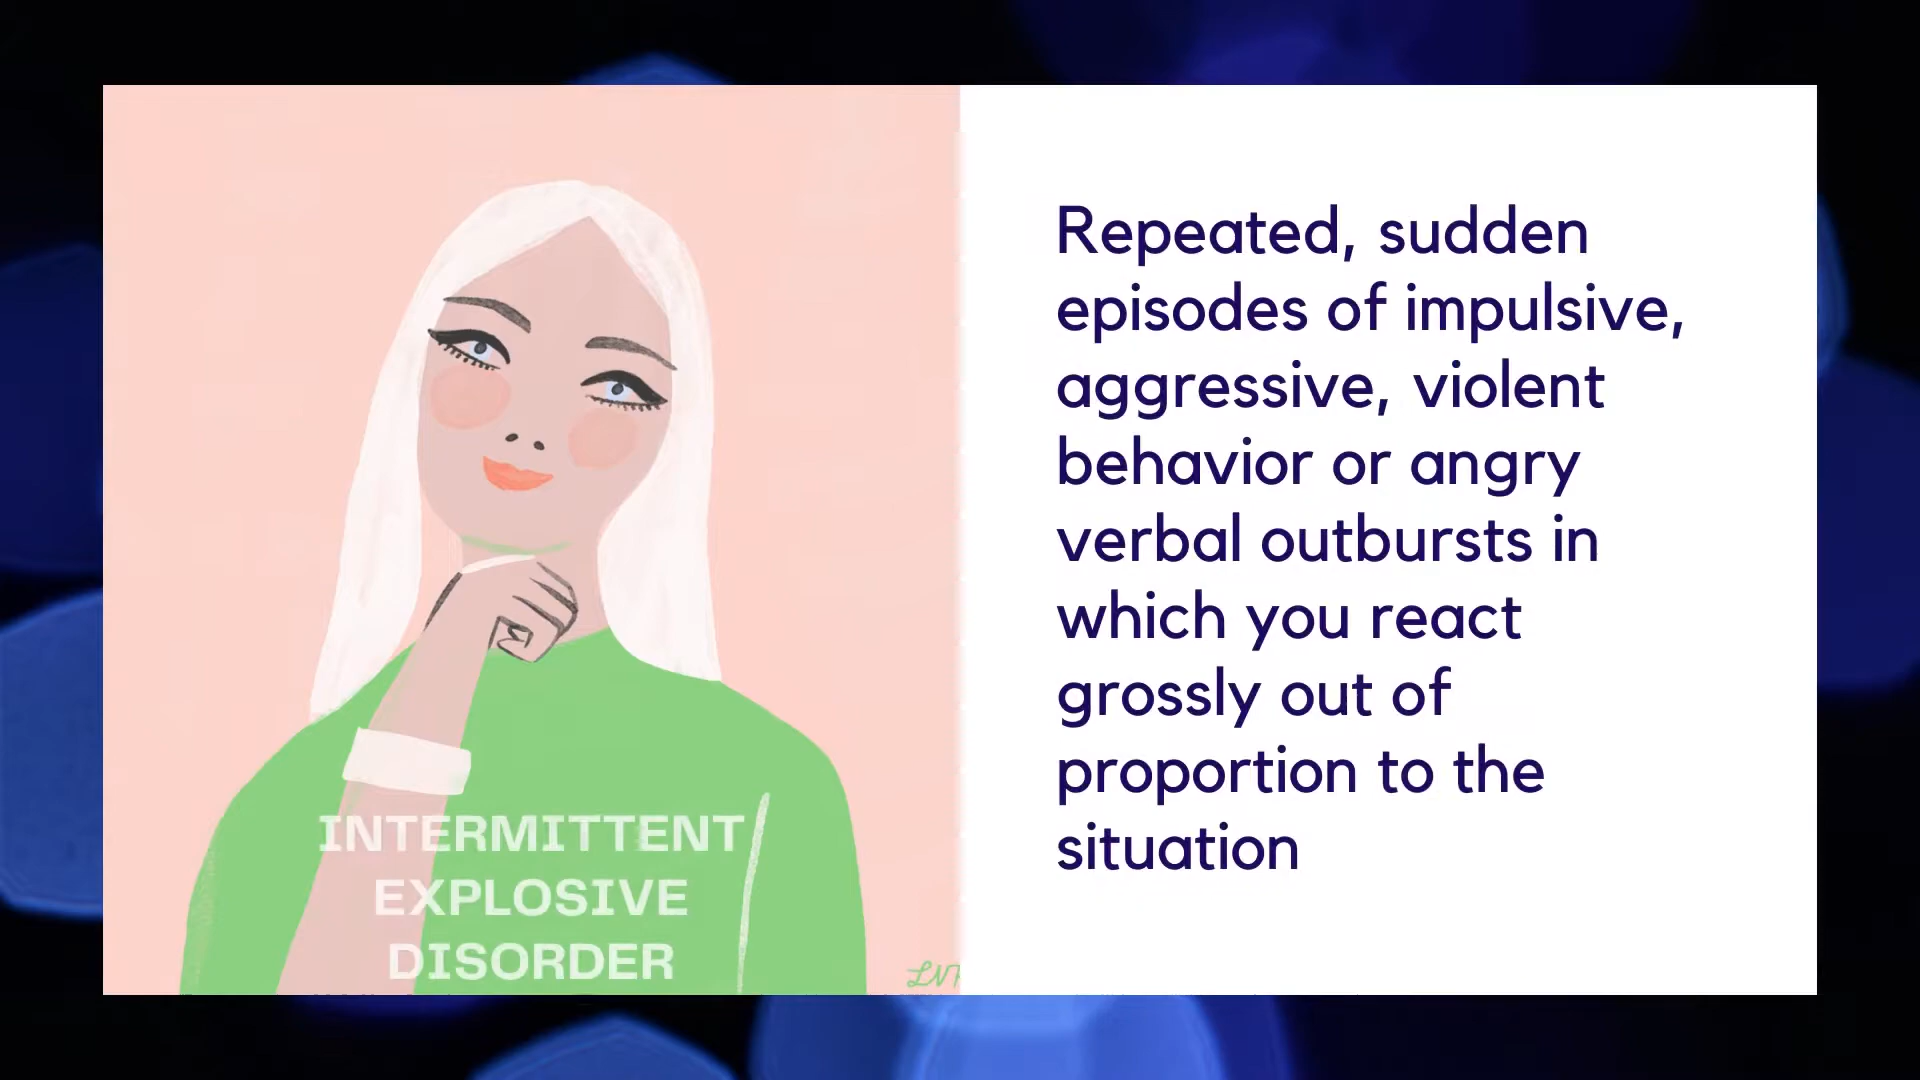 INTERMITTENT
EXPLOSIVE
DISORDER
Repeated, sudden
episodes of impulsive,
aggressive, violent
behavior or angry
verbal outbursts in
which you react
grossly out of
proportion to the
situation